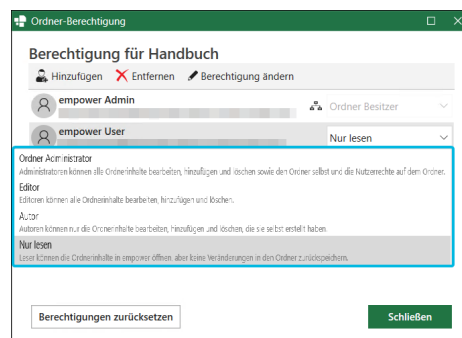 Ordner-Berechtigung
Berechtigung für Handbuch
Hinzufügen Entfernen Berechtigung ändern
empower Admin
Ordner Besitzer
empower User
Nur lesen
Ordner Administrator
Administratoren können alle Ordnerinhalte bearbeiten, hinzufügen und löschen sowie den Ordner selbst und die Nutzerrechte auf dem Ordner.
Editor
Editoren können alle Ordnerinhalte bearbeiten, hinzufügen und löschen.
Autor
Autoren können nur die Ordnerinhalte bearbeiten, hinzufügen und löschen, die sie selbst erstellt haben.
Nur lesen
Leser können die Ordnerinhalte in empower öffnen, aber keine Veränderungen in den Ordner zurückspeichern.
Berechtigungen zurücksetzen
Schließen